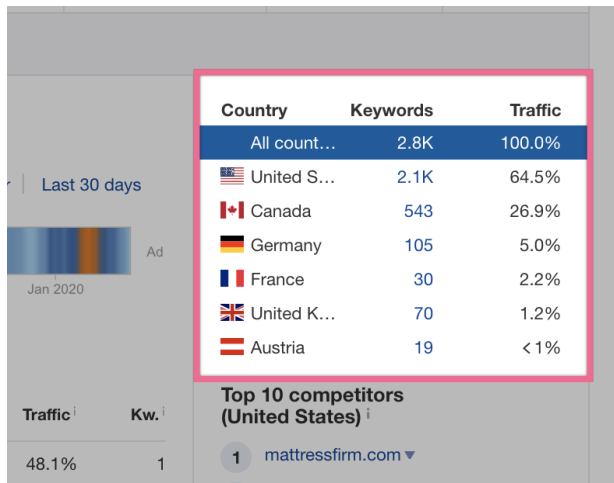 Country Keywords Traffic
All count... 2.8K 100.0%
United S... 2.1K 64.5%
Canada 543 26.9%
Germany 105 5.0%
France 30 2.2%
United K... 70 1.2%
Austria 19 <1%
Last 30 days
Ad
Jan 2020
Top 10 competitors
(United States) i
Traffic i Kw. i
48.1% 1
1 mattressfirm.com